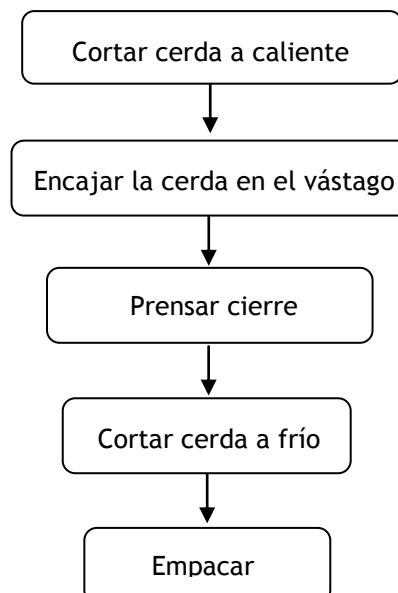 Cortar cerda a caliente
Encajar la cerda en el vástago
Prensar cierre
Cortar cerda a frío
Empacar